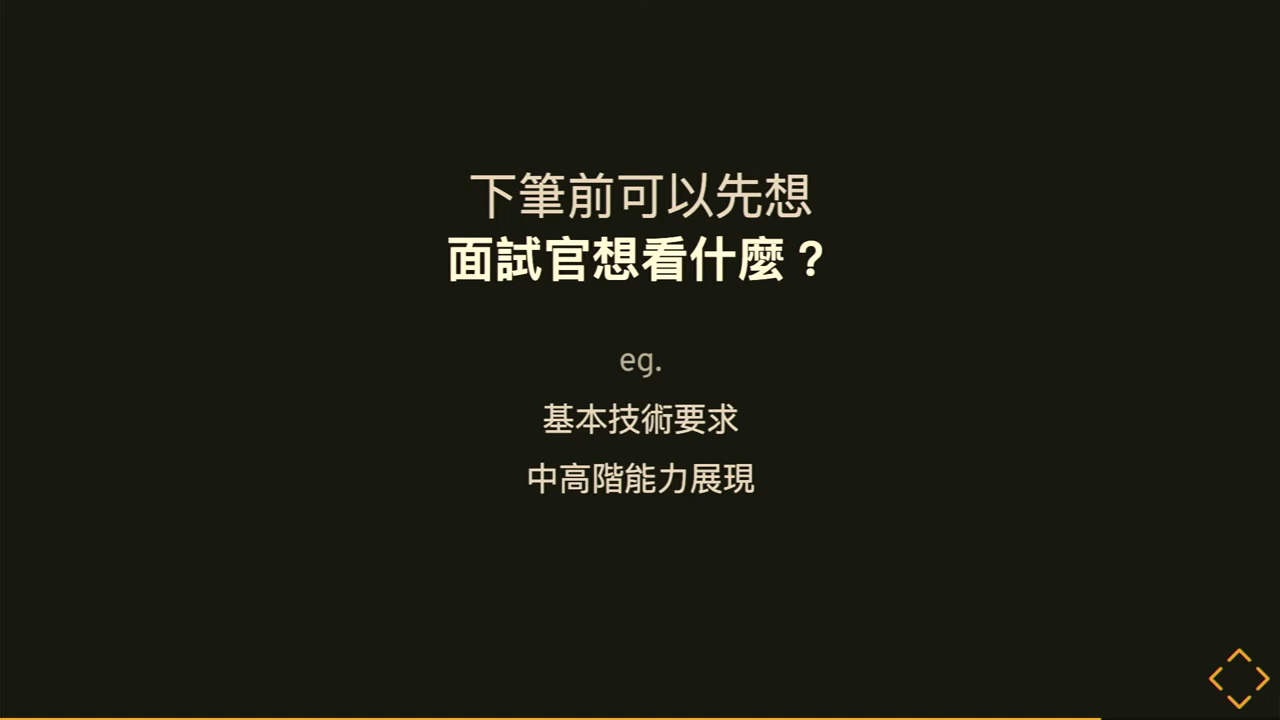 下筆前可以先想
面試官想看什麼？
eg.
基本技術要求
中高階能力展現